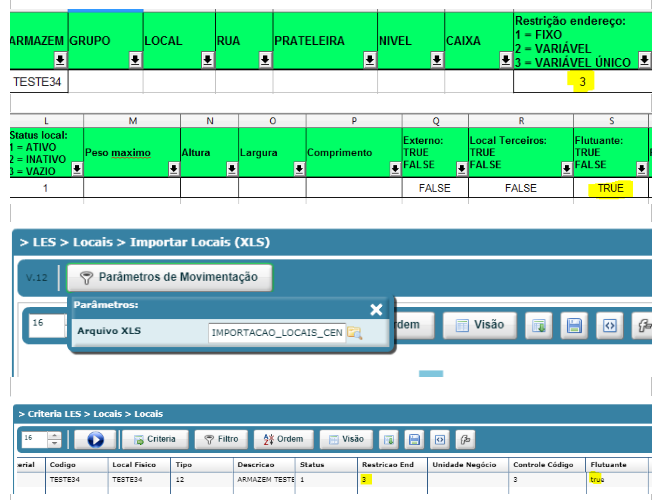 Restrição endereço:
1 = FIXO
2 = VARIÁVEL
3 = VARIÁVEL ÚNICO
ARMAZEM GRUPO LOCAL RUA PRATELEIRA NIVEL CAIXA
TESTE34 3
L M N O P Q R S
Status local:
1 = ATIVO
2 = INATIVO
3 = VAZIO
Peso maximo Altura Largura Comprimento
Externo:
TRUE
FALSE
Local Terceiros:
TRUE
FALSE
Flutuante:
TRUE
FALSE
1 FALSE FALSE TRUE
> LES > Locais > Importar Locais (XLS)
V.12 Parâmetros de Movimentação
Parâmetros:
16 Arquivo XLS IMPORTACAO_LOCAIS_CEN rdem Visão
> Criteria LES > Locais > Locais
16 Criteria Filtro Ordem Visão
erial Codigo Local Fisico Tipo Descricao Status Restricao End Unidade Negócio Controle Código Flutuante
TESTE34 TESTE34 12 ARMAZEM TESTE 1 3 3 true